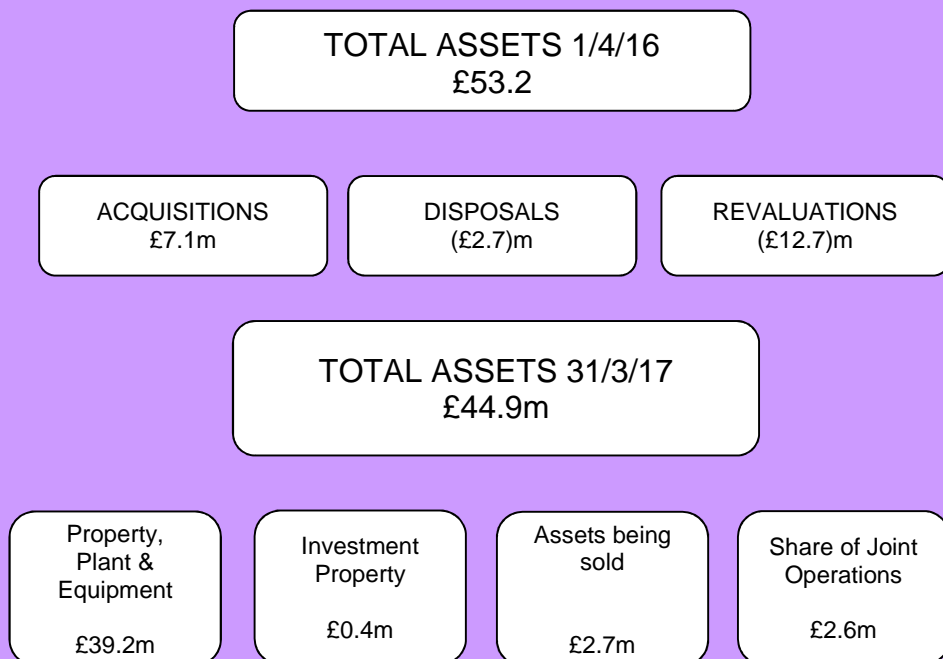 TOTAL ASSETS 1/4/16
£53.2
ACQUISITIONS
£7.1m
DISPOSALS
(£2.7)m
REVALUATIONS
(£12.7)m
TOTAL ASSETS 31/3/17
£44.9m
Property,
Plant &
Equipment
£39.2m
Investment
Property
£0.4m
Assets being
sold
£2.7m
Share of Joint
Operations
£2.6m